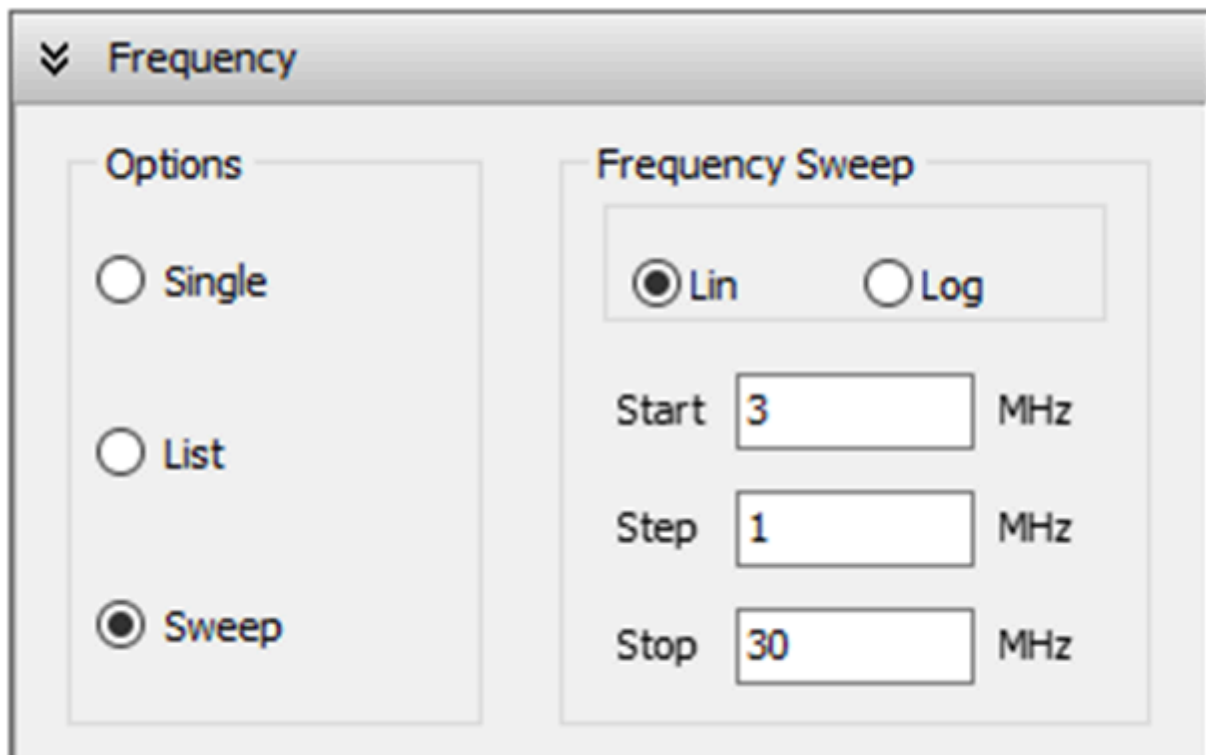 Frequency
Options
Single
List
Sweep
Frequency Sweep
Lin Log
Start 3 MHz
Step 1 MHz
Stop 30 MHz